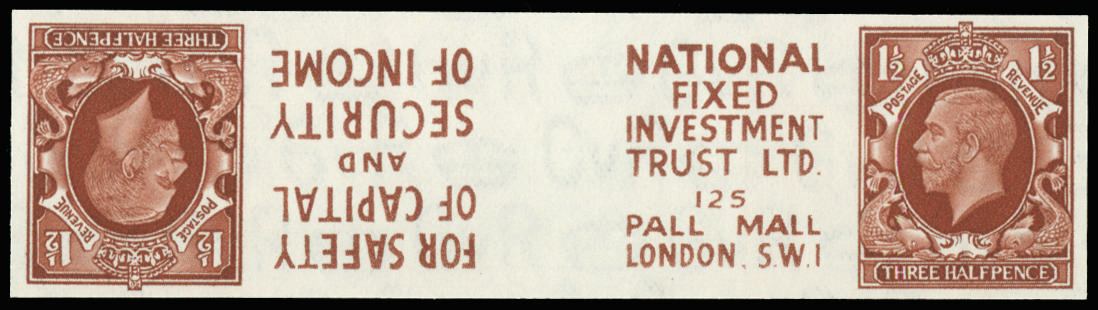 1½ 1½
POSTAGE REVENUE
THREE HALFPENCE
FOR SAFETY
OF CAPITAL
AND
SECURITY
OF INCOME
NATIONAL
FIXED
INVESTMENT
TRUST LTD.
125
PALL MALL
LONDON. S.W.1
1½ 1½
POSTAGE REVENUE
THREE HALFPENCE